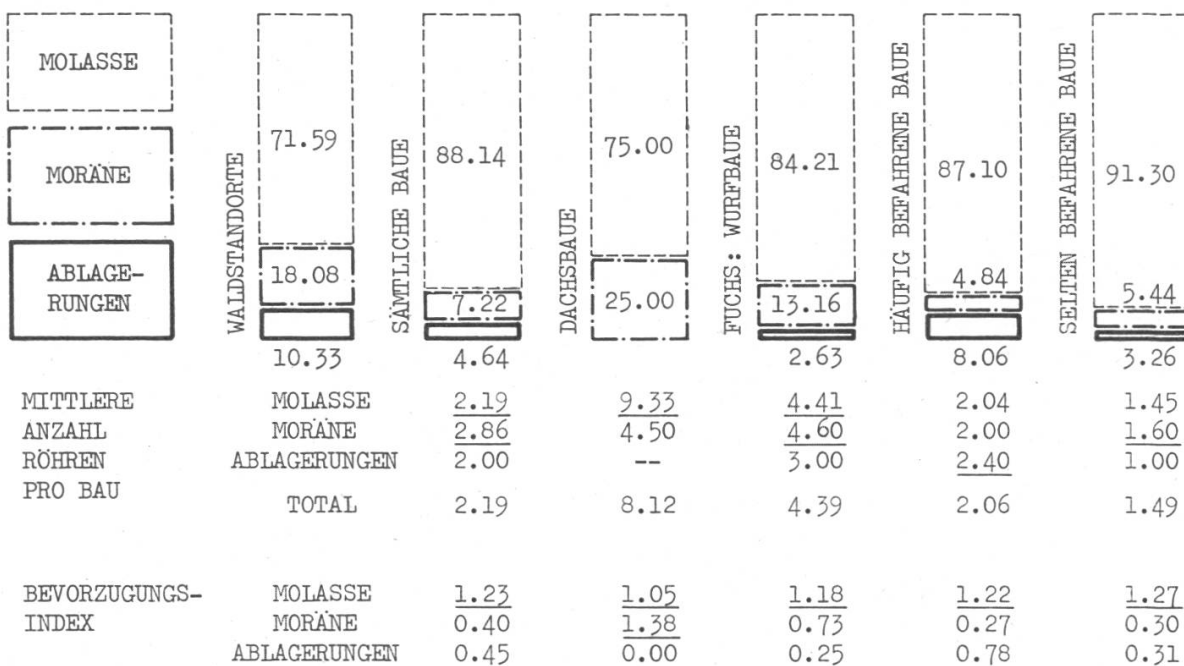 MOLASSE
MORÄNE
ABLAGE-
RUNGEN
WALDSTANDORTE
71.59
18.08
10.33
SÄMTLICHE BAUE
88.14
7.22
4.64
DACHSBAUE
75.00
25.00
FUCHS: WURFBAUE
84.21
13.16
2.63
HÄUFIG BEFAHRENE BAUE
87.10
4.84
8.06
SELTEN BEFAHRENE BAUE
91.30
5.44
3.26
MITTLERE MOLASSE 2.19 9.33 4.41 2.04 1.45
ANZAHL MORÄNE 2.86 4.50 4.60 2.00 1.60
RÖHREN ABLAGERUNGEN 2.00 -- 3.00 2.40 1.00
PRO BAU TOTAL 2.19 8.12 4.39 2.06 1.49
BEVORZUGUNGS- MOLASSE 1.23 1.05 1.18 1.22 1.27
INDEX MORÄNE 0.40 1.38 0.73 0.27 0.30
ABLAGERUNGEN 0.45 0.00 0.25 0.78 0.31